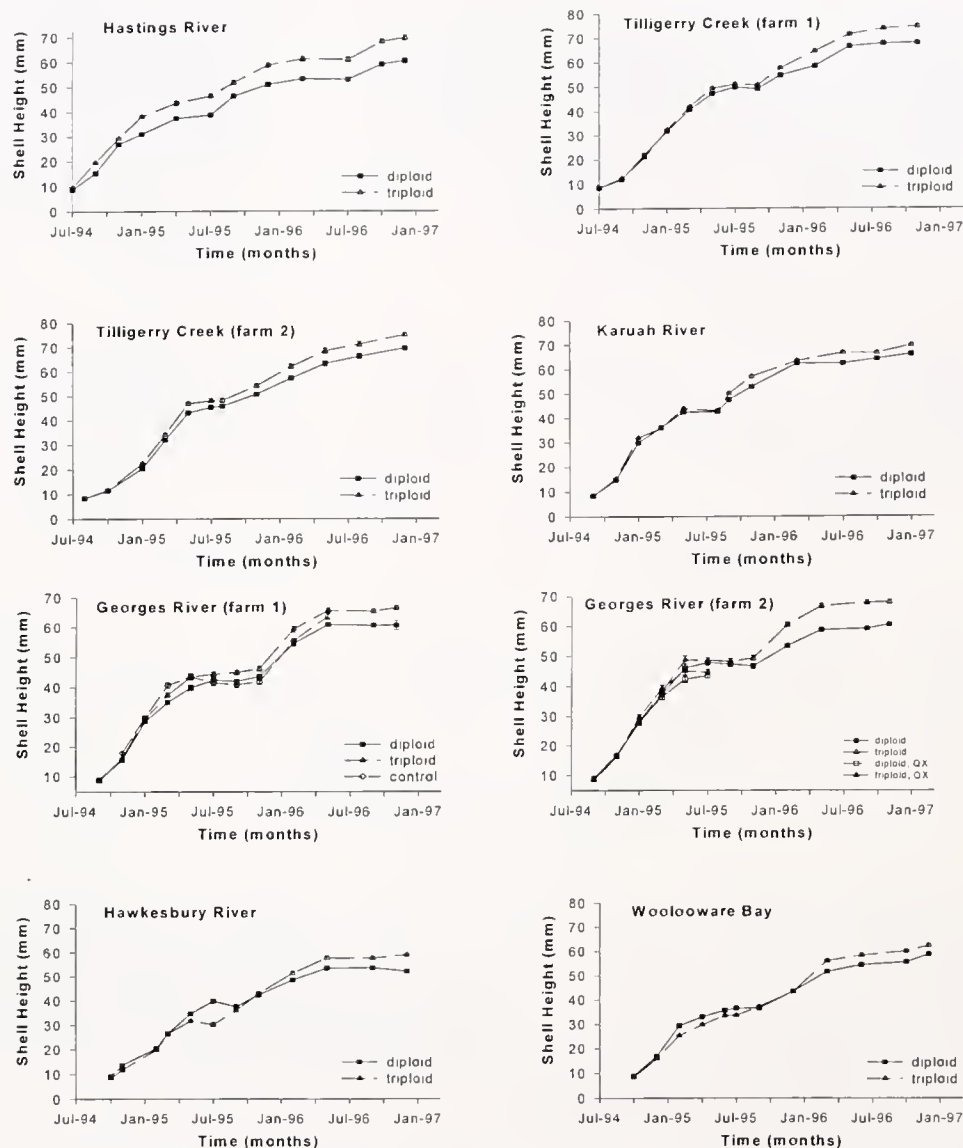 Hastings River
Shell Height (mm)
70
60
50
40
30
20
10
0
diploid
triploid
Jul-94 Jan-95 Jul-95 Jan-96 Jul-96 Jan-97
Time (months)
Tilligerry Creek (farm 1)
Shell Height (mm)
80
70
60
50
40
30
20
10
0
diploid
triploid
Jul-94 Jan-95 Jul-95 Jan-96 Jul-96 Jan-97
Time (months)
Tilligerry Creek (farm 2)
Shell Height (mm)
80
70
60
50
40
30
20
10
0
diploid
triploid
Jul-94 Jan-95 Jul-95 Jan-96 Jul-96 Jan-97
Time (months)
Karuah River
Shell Height (mm)
80
70
60
50
40
30
20
10
0
diploid
triploid
Jul-94 Jan-95 Jul-95 Jan-96 Jul-96 Jan-97
Time (months)
Georges River (farm 1)
Shell Height (mm)
70
60
50
40
30
20
10
diploid
triploid
control
Jul-94 Jan-95 Jul-95 Jan-96 Jul-96 Jan-97
Time (months)
Georges River (farm 2)
Shell Height (mm)
70
60
50
40
30
20
10
diploid
triploid
diploid, QX
triploid, QX
Jul-94 Jan-95 Jul-95 Jan-96 Jul-96 Jan-97
Time (months)
Hawkesbury River
Shell Height (mm)
80
70
60
50
40
30
20
10
0
diploid
triploid
Jul-94 Jan-95 Jul-95 Jan-96 Jul-96 Jan-97
Time (months)
Woolooware Bay
Shell Height (mm)
80
70
60
50
40
30
20
10
0
diploid
triploid
Jul-94 Jan-95 Jul-95 Jan-96 Jul-96 Jan-97
Time (months)